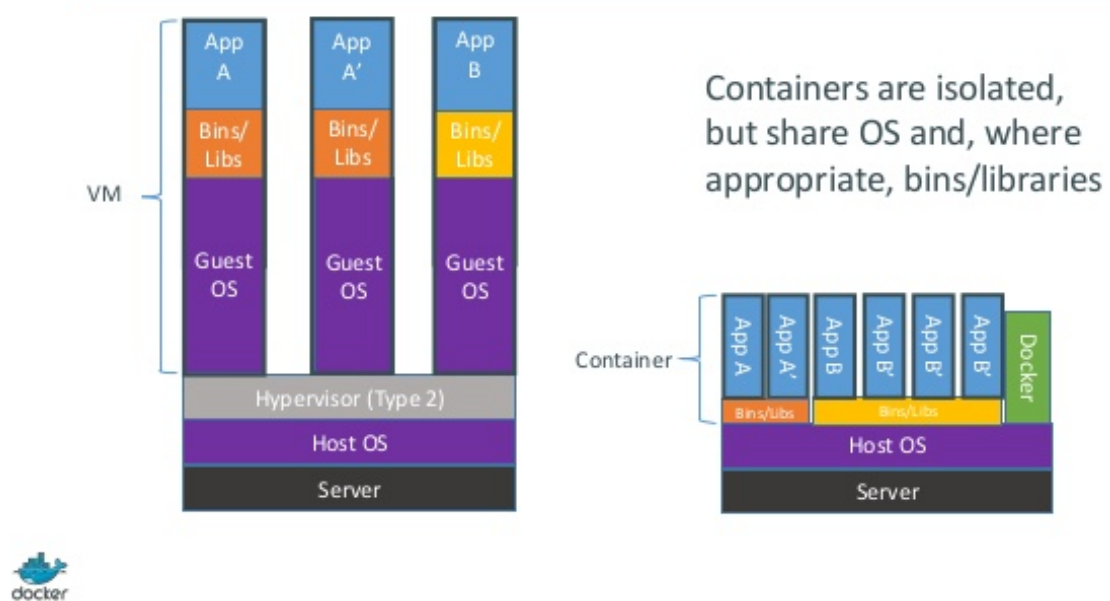 App
A
App
A’
App
B
Bins/
Libs
Bins/
Libs
Bins/
Libs
VM
Guest
OS
Guest
OS
Guest
OS
Hypervisor (Type 2)
Host OS
Server
Containers are isolated,
but share OS and, where
appropriate, bins/libraries
Container
App A
App A’
App B
App B’
App B’
App B’
Docker
Bins/Libs
Bins/Libs
Host OS
Server
docker